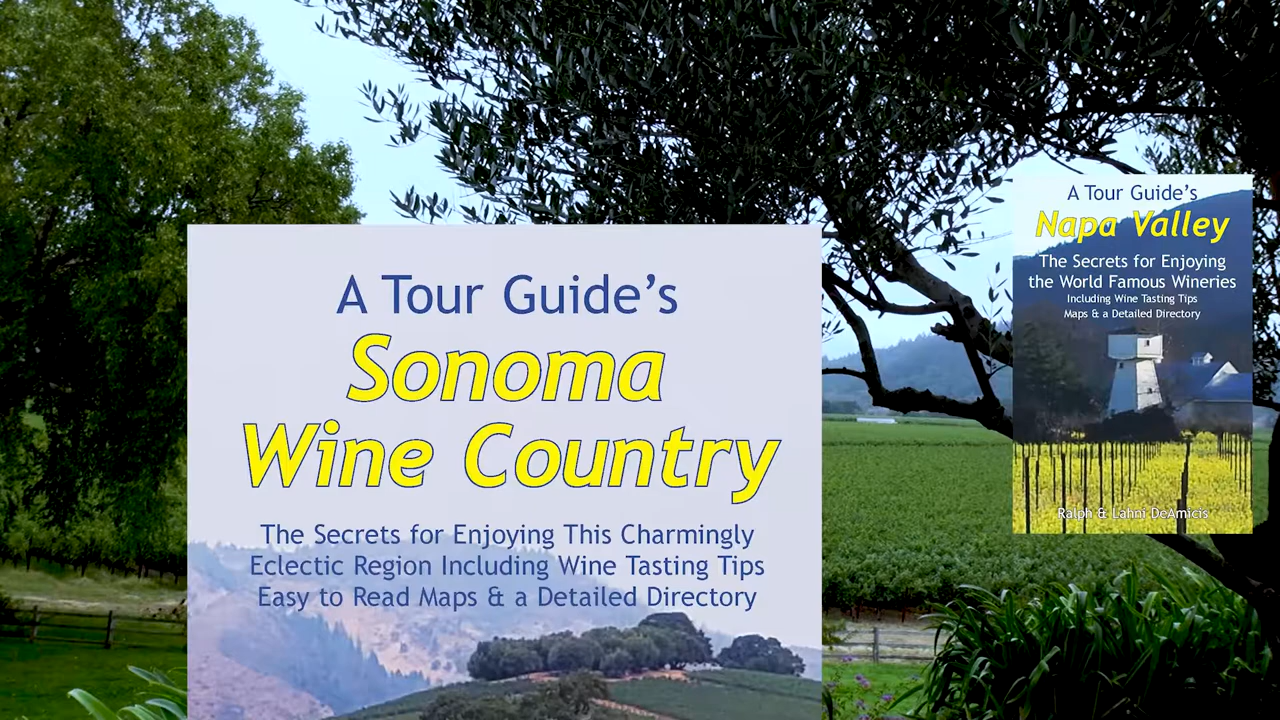 A Tour Guide's
Sonoma
Wine Country
The Secrets for Enjoying This Charmingly
Eclectic Region Including Wine Tasting Tips
Easy to Read Maps & a Detailed Directory
A Tour Guide's
Napa Valley
The Secrets for Enjoying
the World Famous Wineries
Including Wine Tasting Tips
Maps & a Detailed Directory
Ralph & Lahni DeAmicis